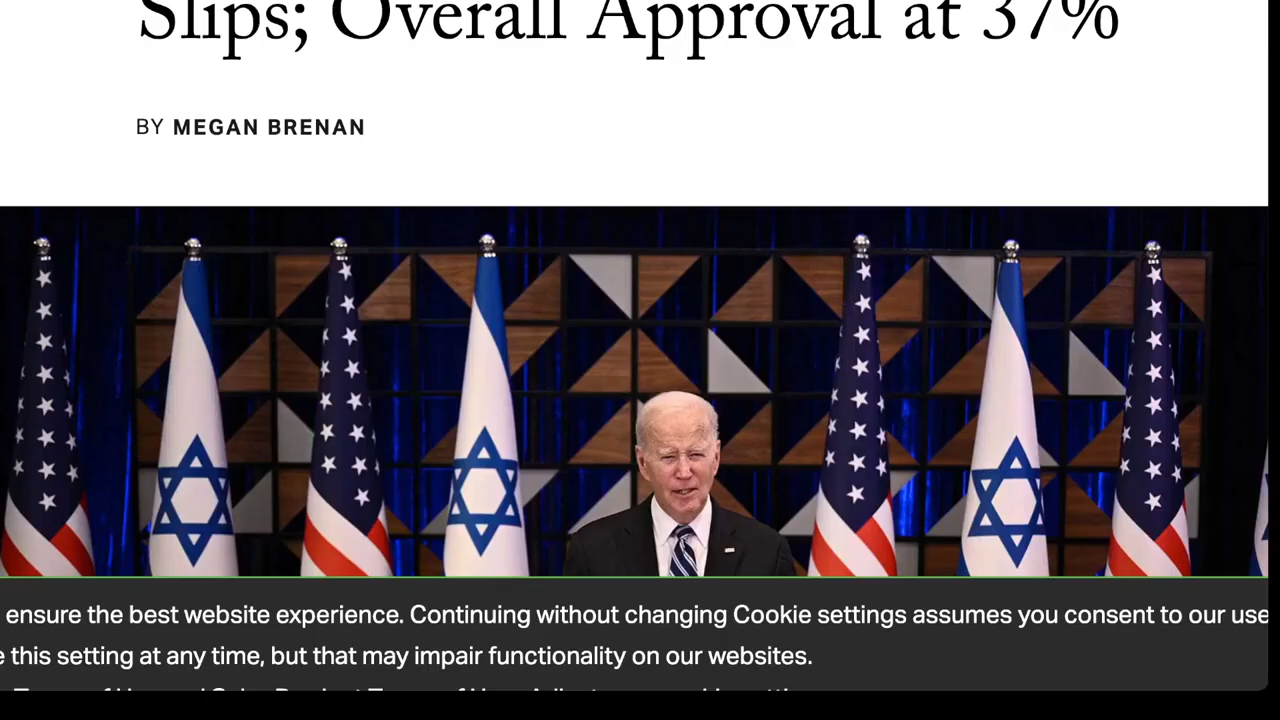 Slips; Overall Approval at 37%
BY MEGAN BRENAN
ensure the best website experience. Continuing without changing Cookie settings assumes you consent to our use
this setting at any time, but that may impair functionality on our websites.